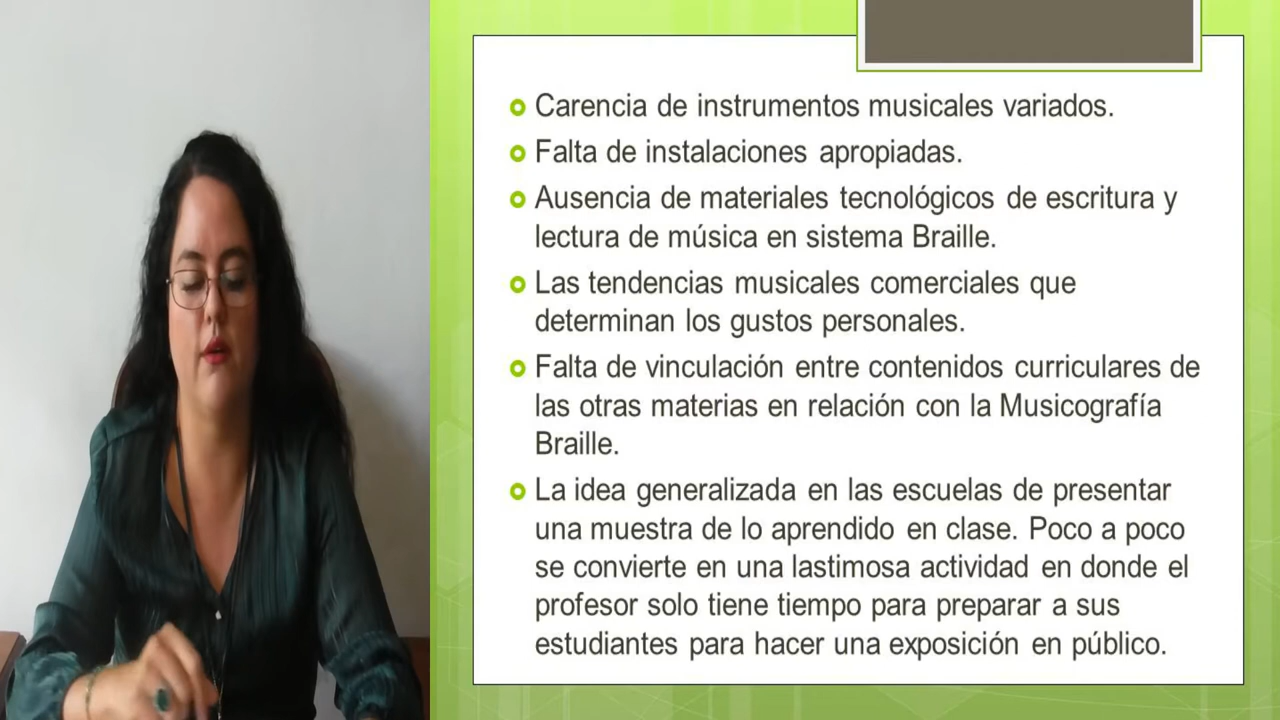 Carencia de instrumentos musicales variados.
Falta de instalaciones apropiadas.
Ausencia de materiales tecnológicos de escritura y
lectura de música en sistema Braille.
Las tendencias musicales comerciales que
determinan los gustos personales.
Falta de vinculación entre contenidos curriculares de
las otras materias en relación con la Musicografía
Braille.
La idea generalizada en las escuelas de presentar
una muestra de lo aprendido en clase. Poco a poco
se convierte en una lastimosa actividad en donde el
profesor solo tiene tiempo para preparar a sus
estudiantes para hacer una exposición en público.